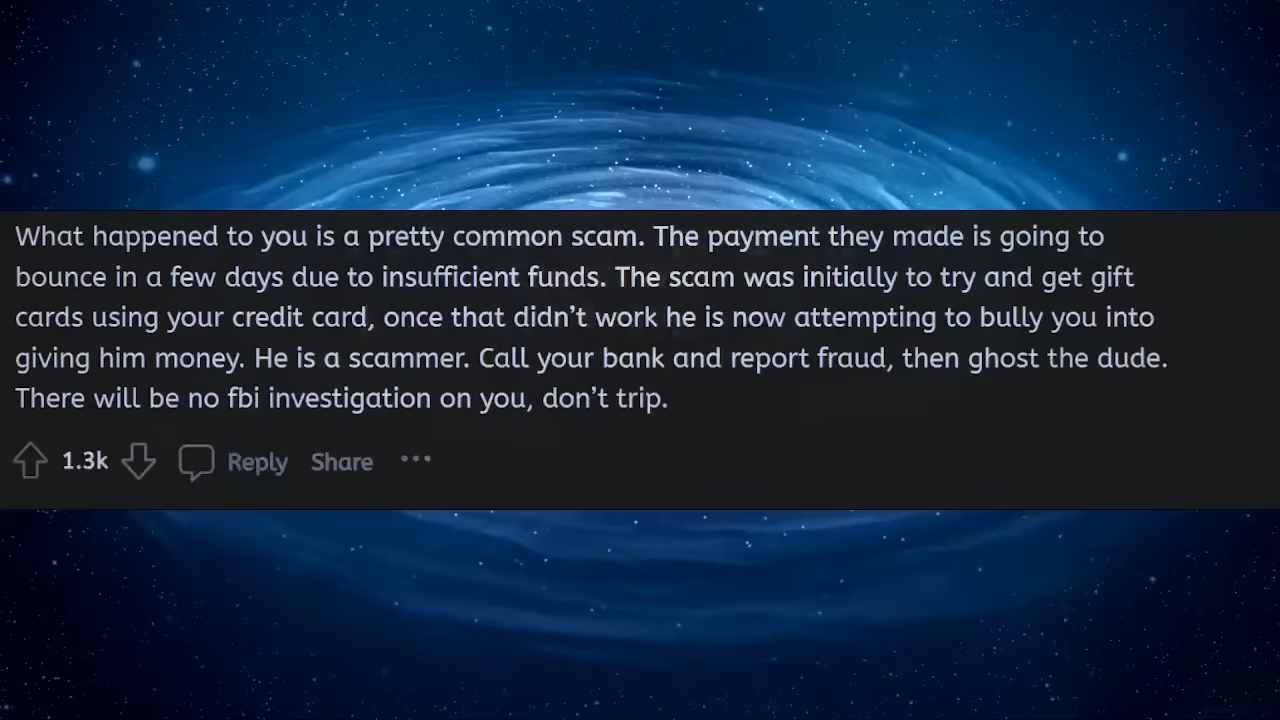 What happened to you is a pretty common scam. The payment they made is going to
bounce in a few days due to insufficient funds. The scam was initially to try and get gift
cards using your credit card, once that didn’t work he is now attempting to bully you into
giving him money. He is a scammer. Call your bank and report fraud, then ghost the dude.
There will be no fbi investigation on you, don’t trip.
1.3k Reply Share ···